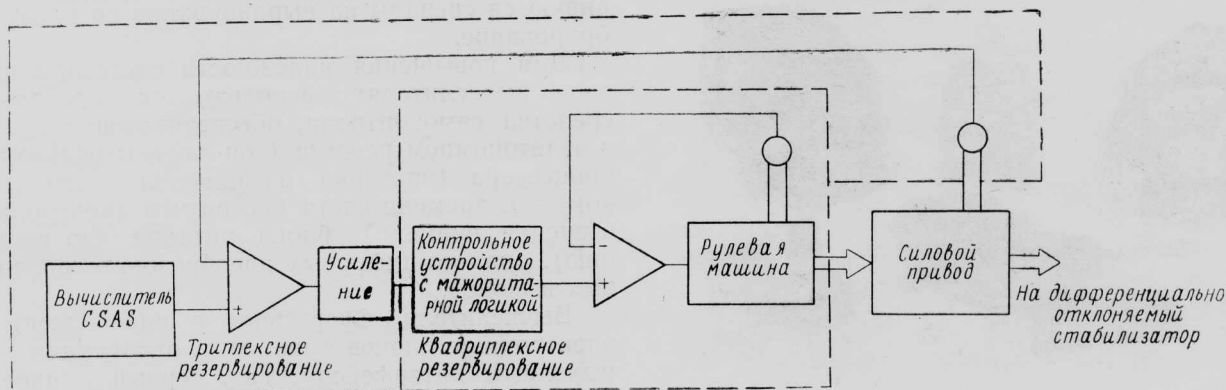 Вычислитель
CSAS
-
+
Триплексное
резервирование
Усиле-
ние
Контрольное
устройство
с мажорита-
рной логикой
Квадруплексное
резервирование
-
+
Рулевая
машина
Силовой
привод
На дифференциально
отклоняемый
стабилизатор